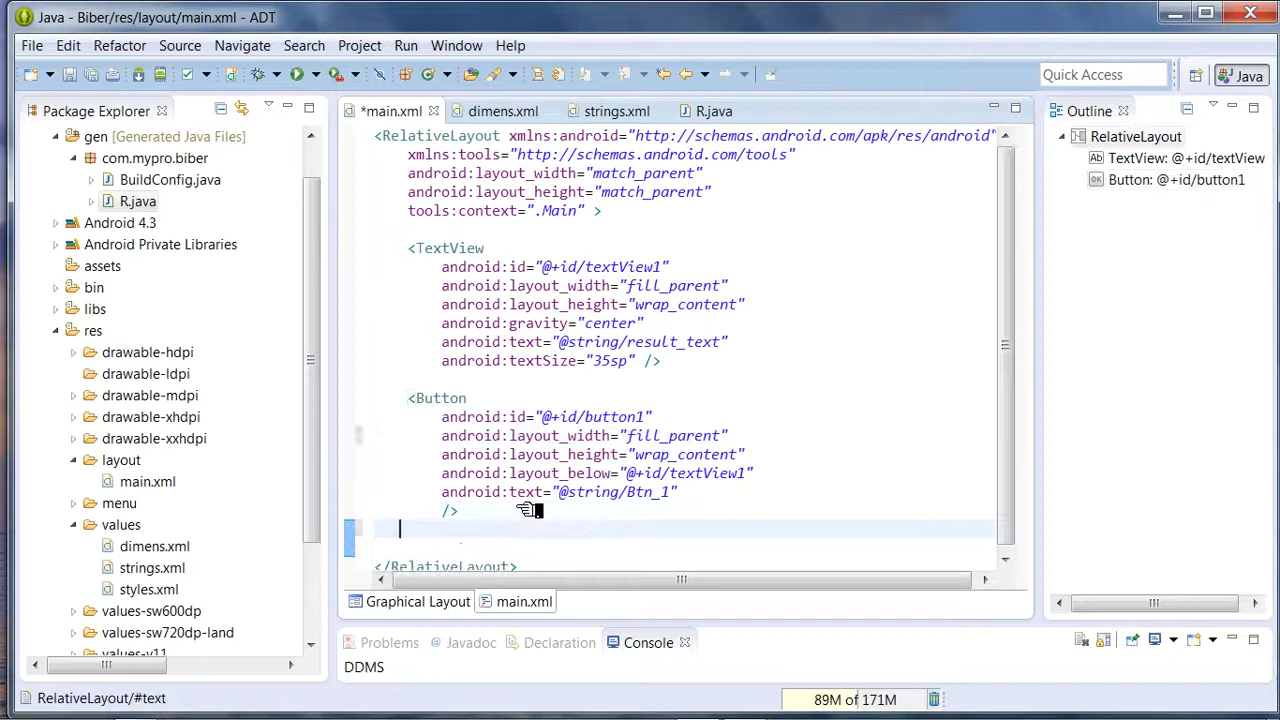 Java - Biber/res/layout/main.xml - ADT
File Edit Refactor Source Navigate Search Project Run Window Help
Quick Access
Java
Package Explorer
gen [Generated Java Files]
com.mypro.biber
BuildConfig.java
R.java
Android 4.3
Android Private Libraries
assets
bin
libs
res
drawable-hdpi
drawable-ldpi
drawable-mdpi
drawable-xhdpi
drawable-xxhdpi
layout
main.xml
menu
values
dimens.xml
strings.xml
styles.xml
values-sw600dp
values-sw720dp-land
values-v11
*main.xml dimens.xml strings.xml R.java
<RelativeLayout xmlns:android="http://schemas.android.com/apk/res/android"
xmlns:tools="http://schemas.android.com/tools"
android:layout_width="match_parent"
android:layout_height="match_parent"
tools:context=".Main" >
<TextView
android:id="@+id/textView1"
android:layout_width="fill_parent"
android:layout_height="wrap_content"
android:gravity="center"
android:text="@string/result_text"
android:textSize="35sp" />
<Button
android:id="@+id/button1"
android:layout_width="fill_parent"
android:layout_height="wrap_content"
android:layout_below="@+id/textView1"
android:text="@string/Btn_1"
/>
</RelativeLayout>
Graphical Layout main.xml
Outline
RelativeLayout
Ab TextView: @+id/textView
OK Button: @+id/button1
Problems @ Javadoc Declaration Console
DDMS
RelativeLayout/#text
89M of 171M